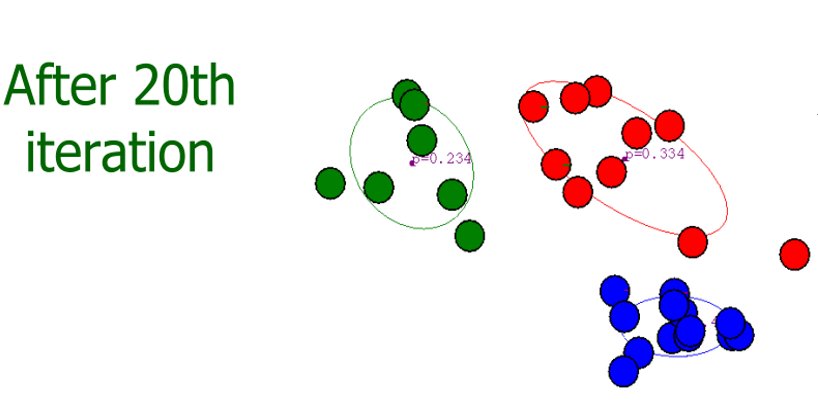 After 20th
iteration
p=0.234
p=0.334